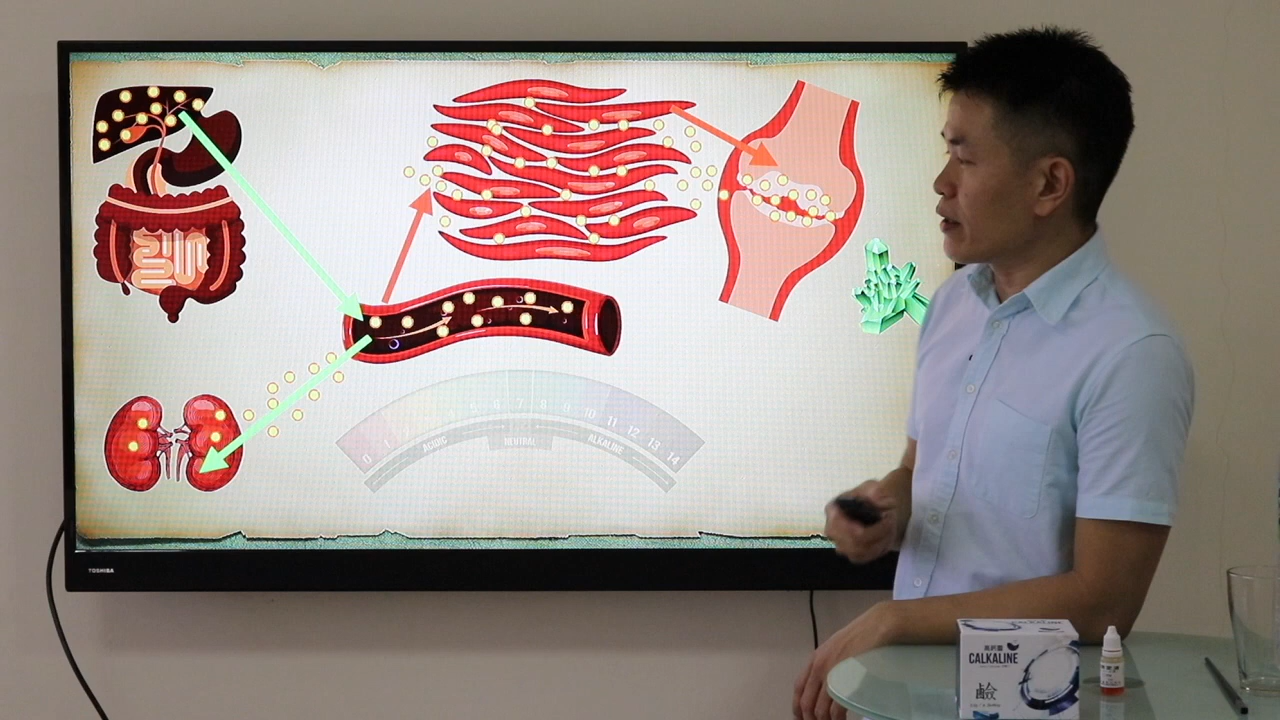 0 1 2 3 4 5 6 7 8 9 10 11 12 13 14
ACIDIC NEUTRAL ALKALINE
TOSHIBA
CALKALINE
鹼